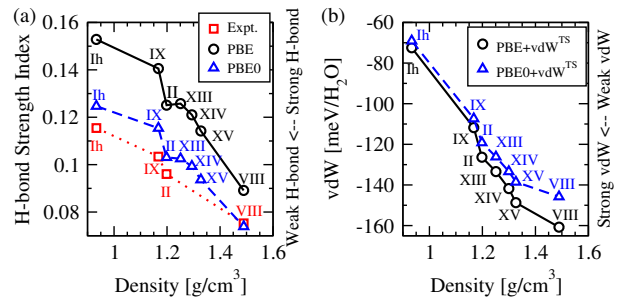 (a)
H-bond Strength Index
0.16
0.14
0.12
0.1
0.08
Expt.
PBE
PBE0
Ih
IX
II
XIII
XIV
XV
VIII
Ih
IX
II
XIII
XIV
XV
Ih
IX
II
VIII
1
1.2
1.4
1.6
Density [g/cm³]
Weak H-bond <-- Strong H-bond
(b)
vdW [meV/H₂O]
-60
-80
-100
-120
-140
-160
PBE+vdWᵀˢ
PBE0+vdWᵀˢ
Ih
IX
II
XIII
XIV
XV
VIII
IX
II
XIII
XIV
XV
VIII
1
1.2
1.4
1.6
Density [g/cm³]
Strong vdW <-- Weak vdW